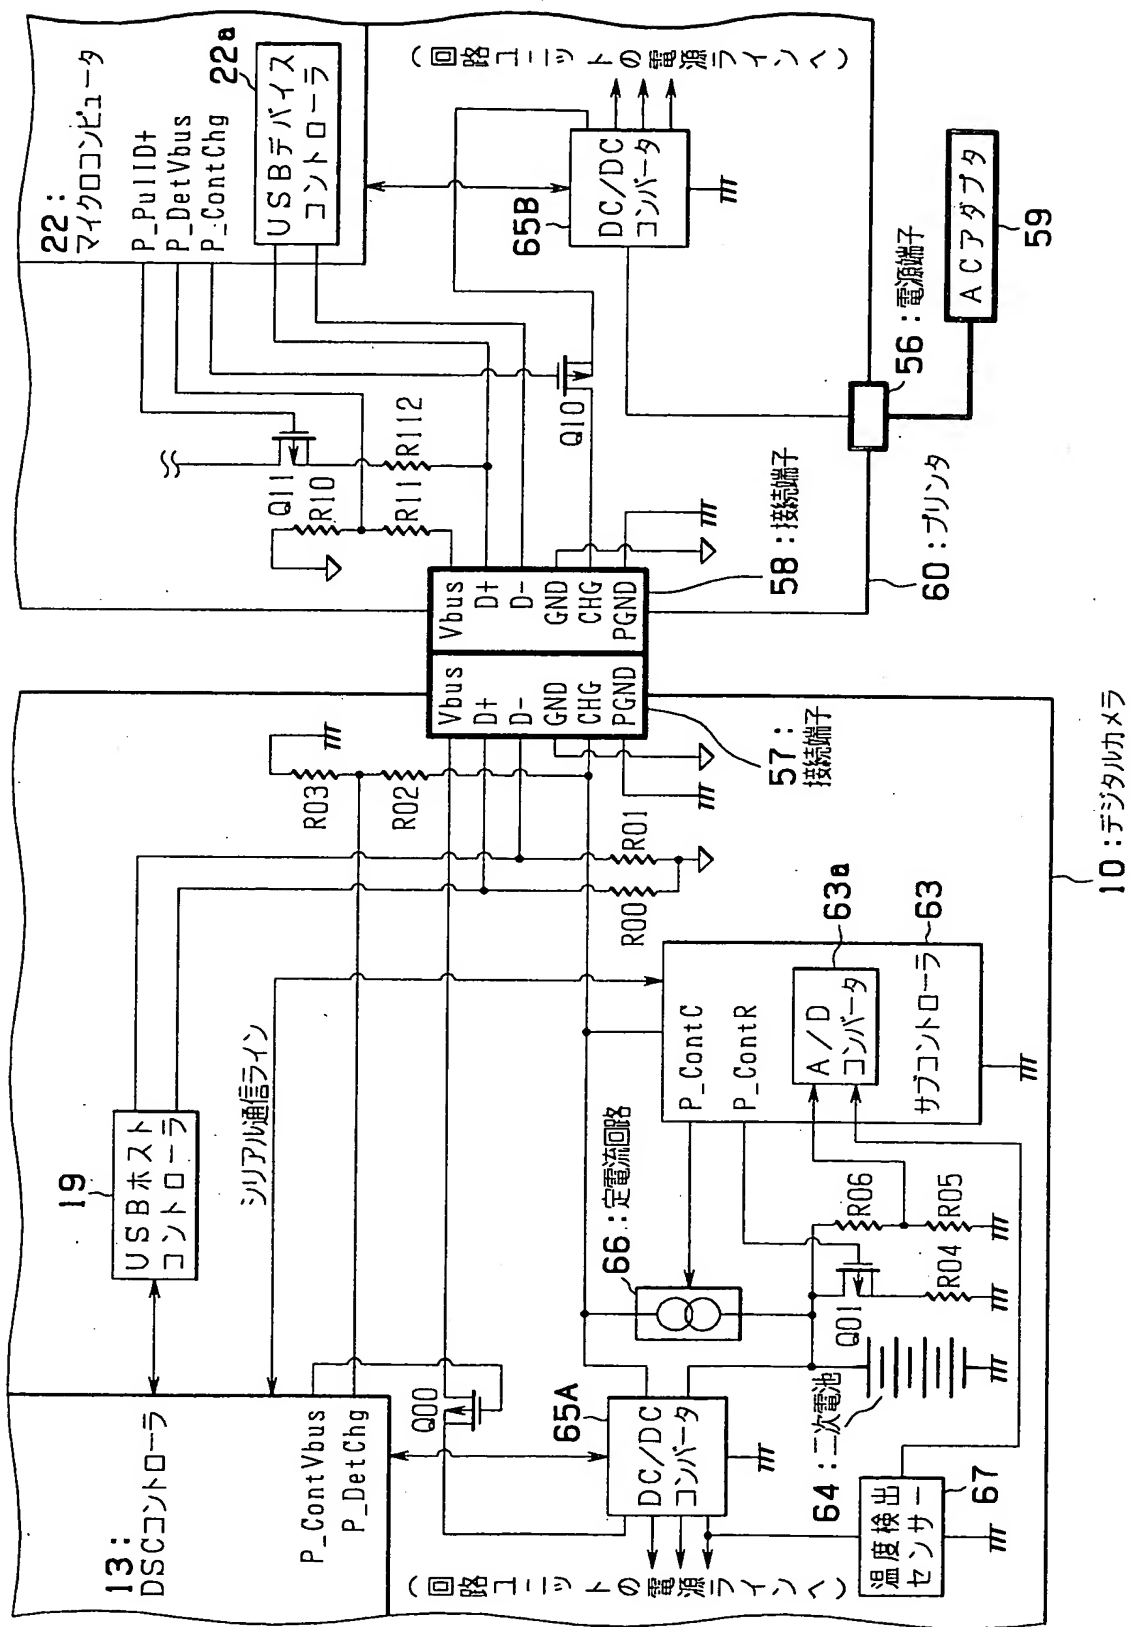 13：
DSCコントローラ
P_ContVbus
P_DetChg
19
USBホスト
コントローラ
シリアル通信ライン
Q00
65A
DC/DC
コンバータ
(回路ユニットの電源ラインへ)
66：定電流回路
64：二次電池
温度検出
センサー
67
Q01
R04
R05
R06
P_ContC
P_ContR
A/D
コンバータ
63a
サブコントローラ
63
R00
R01
R02
R03
Vbus
D+
D-
GND
CHG
PGND
57：
接続端子
10：デジタルカメラ
Vbus
D+
D-
GND
CHG
PGND
58：接続端子
60：プリンタ
R10
R11
Q11
R112
Q10
22：
マイクロコンピュータ
P_PullD+
P_DetVbus
P_ContChg
22a
USBデバイス
コントローラ
65B
DC/DC
コンバータ
(回路ユニットの電源ラインへ)
56：電源端子
ACアダプタ
59